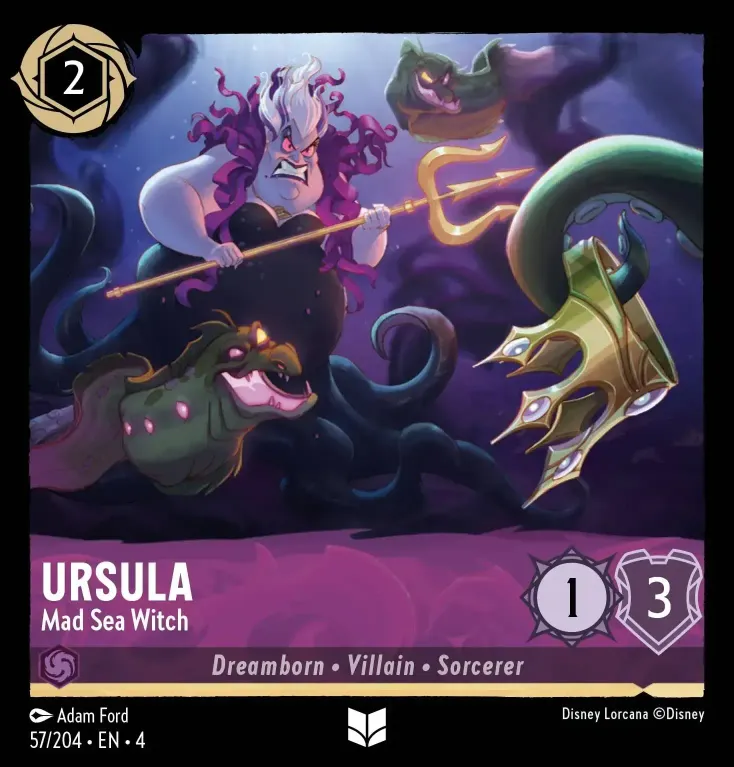 2
URSULA
Mad Sea Witch
1
3
Dreamborn • Villain • Sorcerer
Adam Ford
Disney Lorcana ©Disney
57/204 • EN • 4